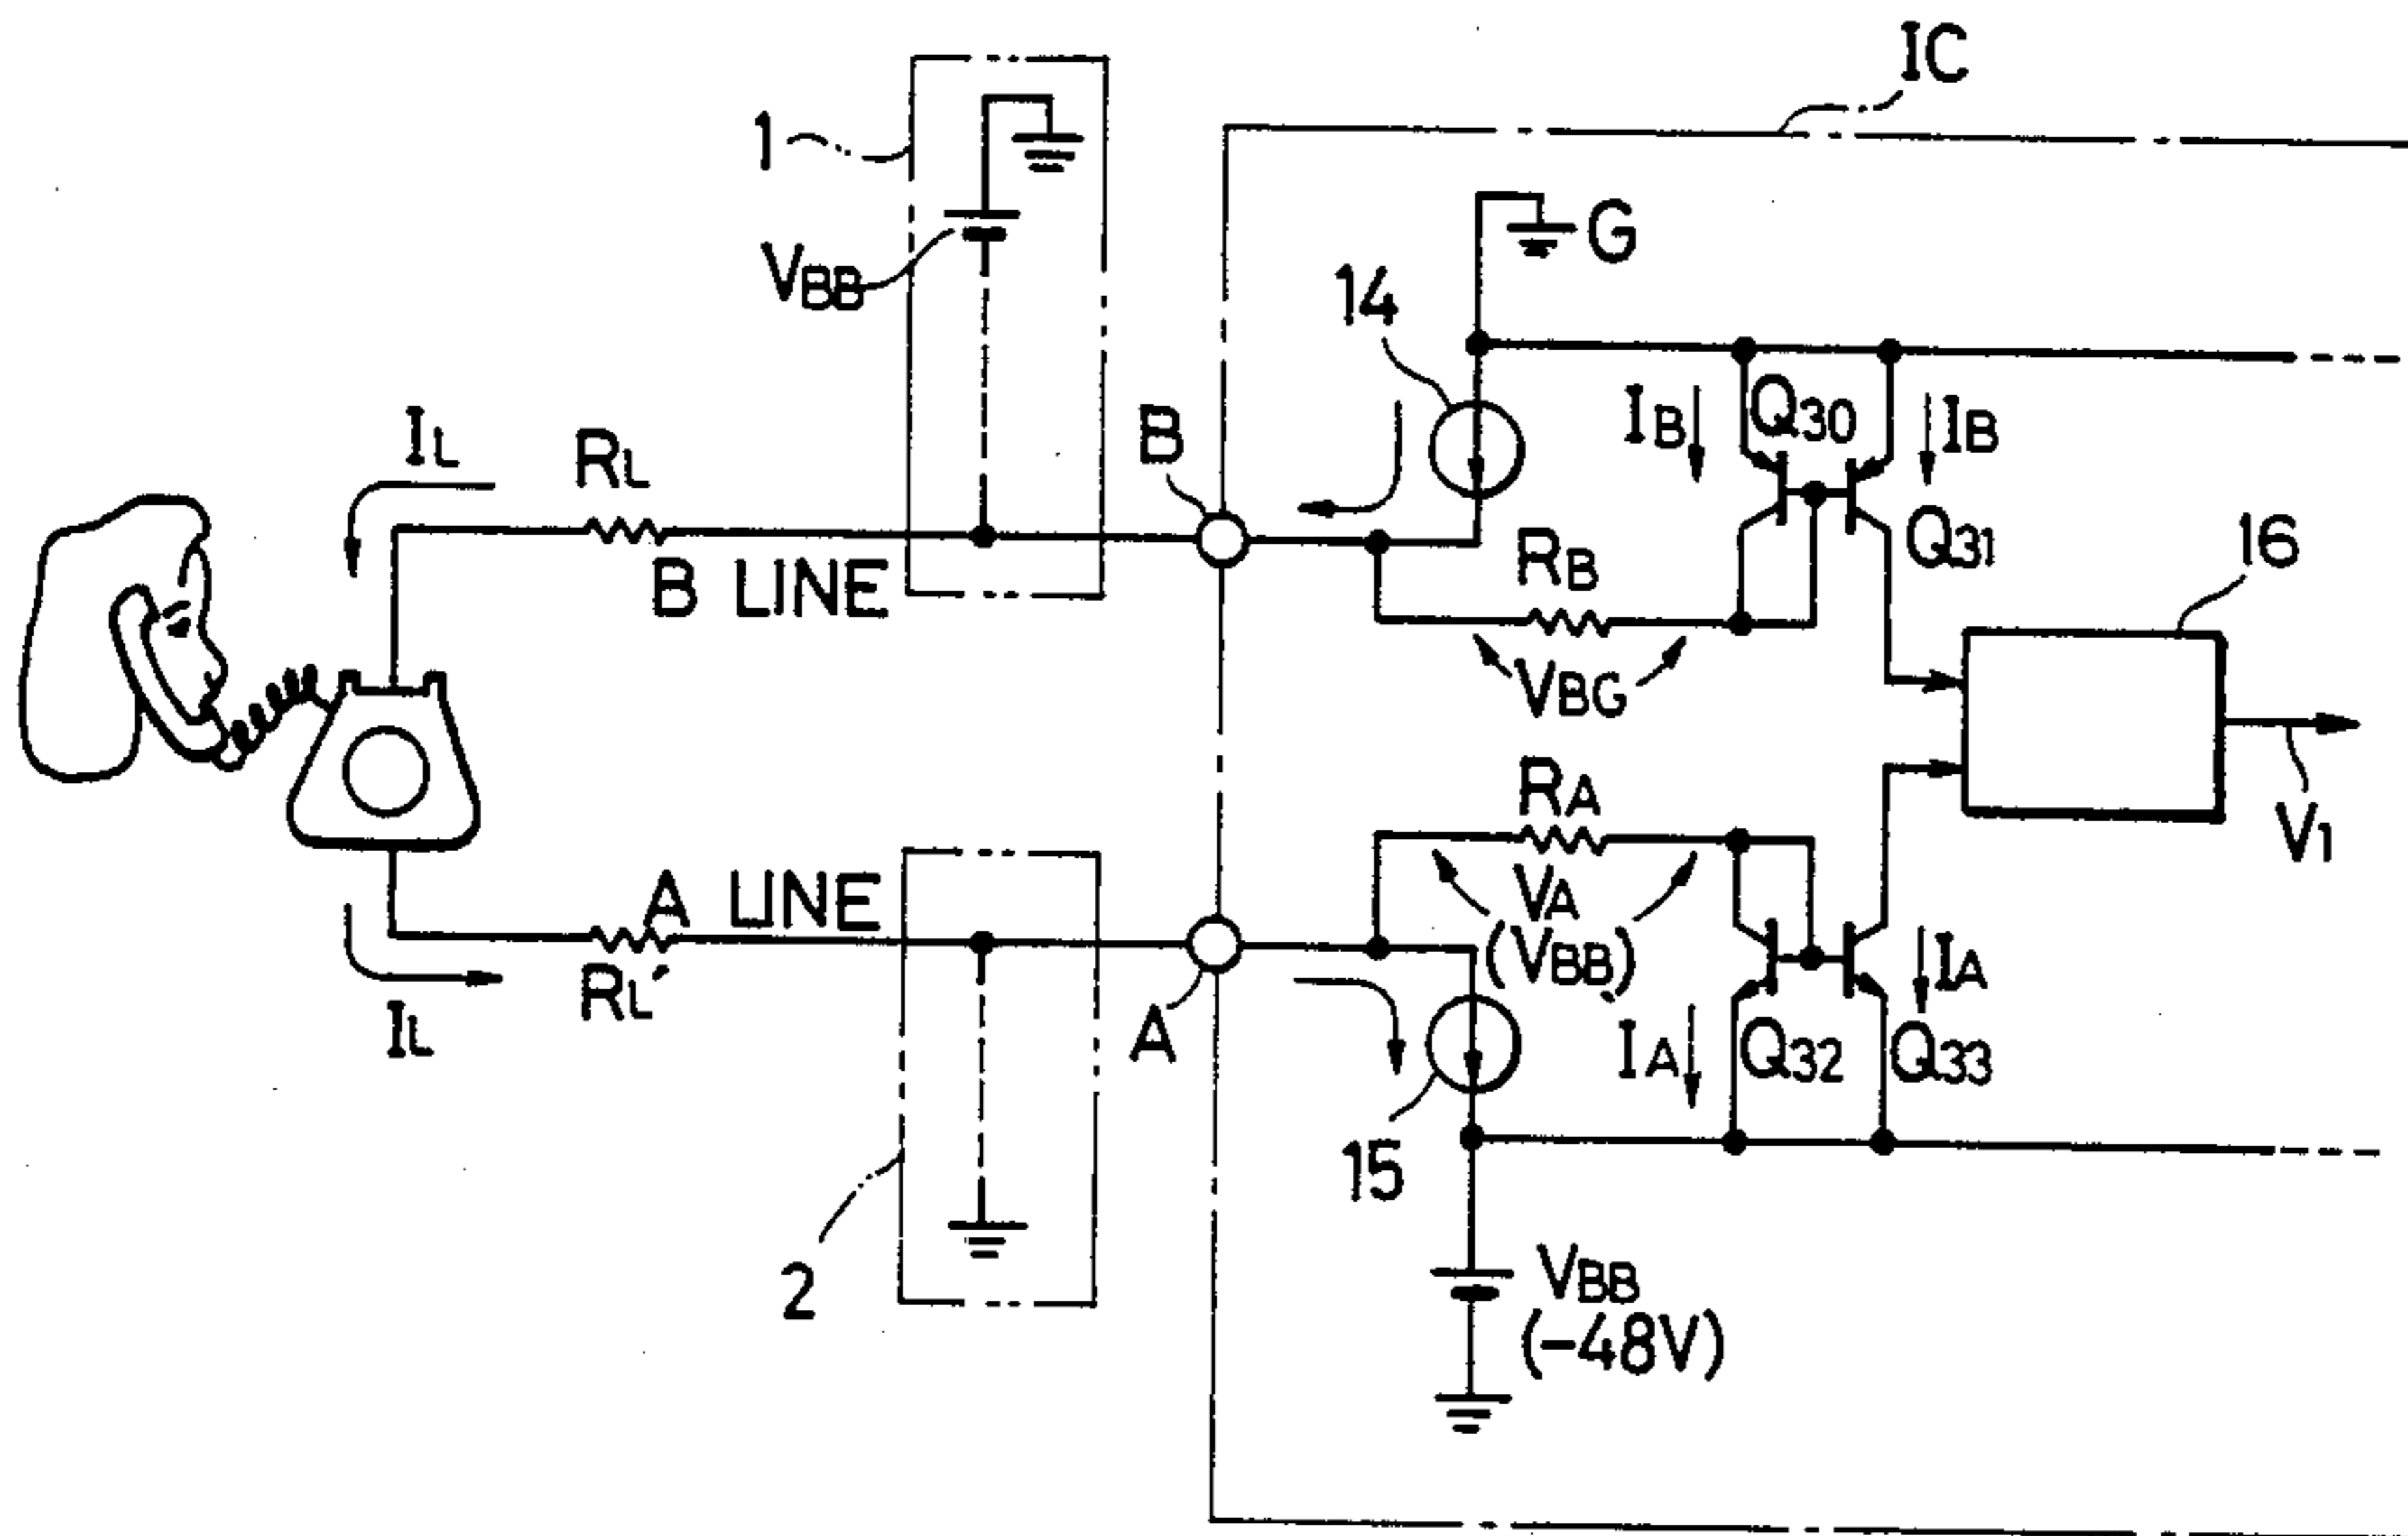 IC
1
G
VBB
14
IL
RL
B
IB
Q30
IB
B LINE
RB
Q31
16
VBG
RA
V1
A LINE
VA
(VBB)
IA
RL'
A
IA
Q32
Q33
IL
15
2
VBB
(-48V)